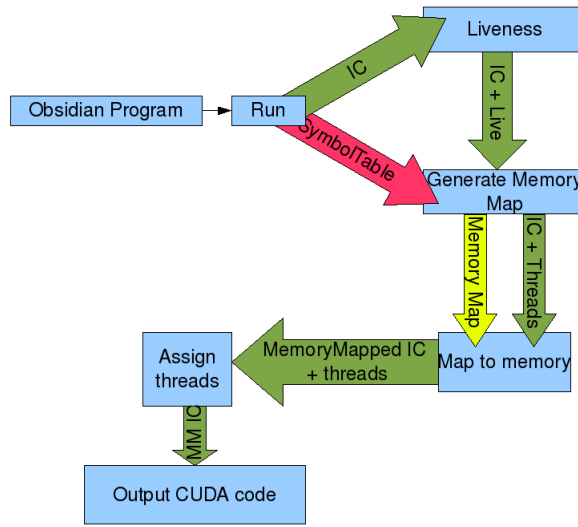 Liveness
IC
IC + Live
Obsidian Program
Run
SymbolTable
Generate Memory
Map
Memory Map
IC + Threads
Assign
threads
MemoryMapped IC
+ threads
Map to memory
MM IC
Output CUDA code